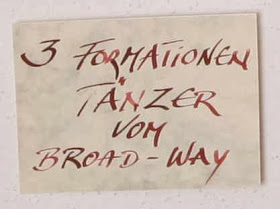 3 FORMATIONEN
TÄNZER
VOM
BROAD-WAY